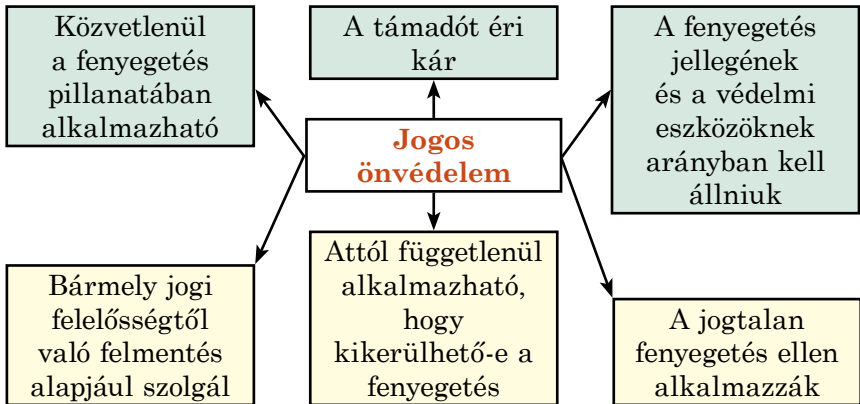 Közvetlenül
a fenyegetés
pillanatában
alkalmazható
A támadót éri
kár
A fenyegetés
jellegének
és a védelmi
eszközöknek
arányban kell
állniuk
Jogos
önvédelem
Bármely jogi
felelősségtől
való felmentés
alapjául szolgál
Attól függetlenül
alkalmazható,
hogy
kikerülhető-e a
fenyegetés
A jogtalan
fenyegetés ellen
alkalmazzák